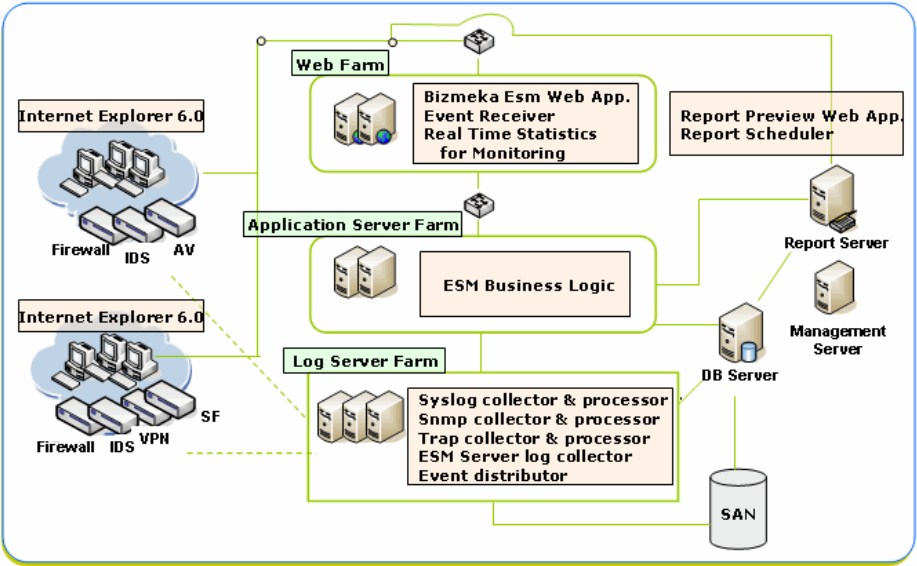 Web Farm
Bizmeka Esm Web App.
Event Receiver
Real Time Statistics
for Monitoring
Internet Explorer 6.0
Firewall
IDS
AV
Report Preview Web App.
Report Scheduler
Report Server
Application Server Farm
ESM Business Logic
Management
Server
Internet Explorer 6.0
Firewall
IDS
VPN
SF
DB Server
Log Server Farm
Syslog collector & processor
Snmp collector & processor
Trap collector & processor
ESM Server log collector
Event distributor
SAN